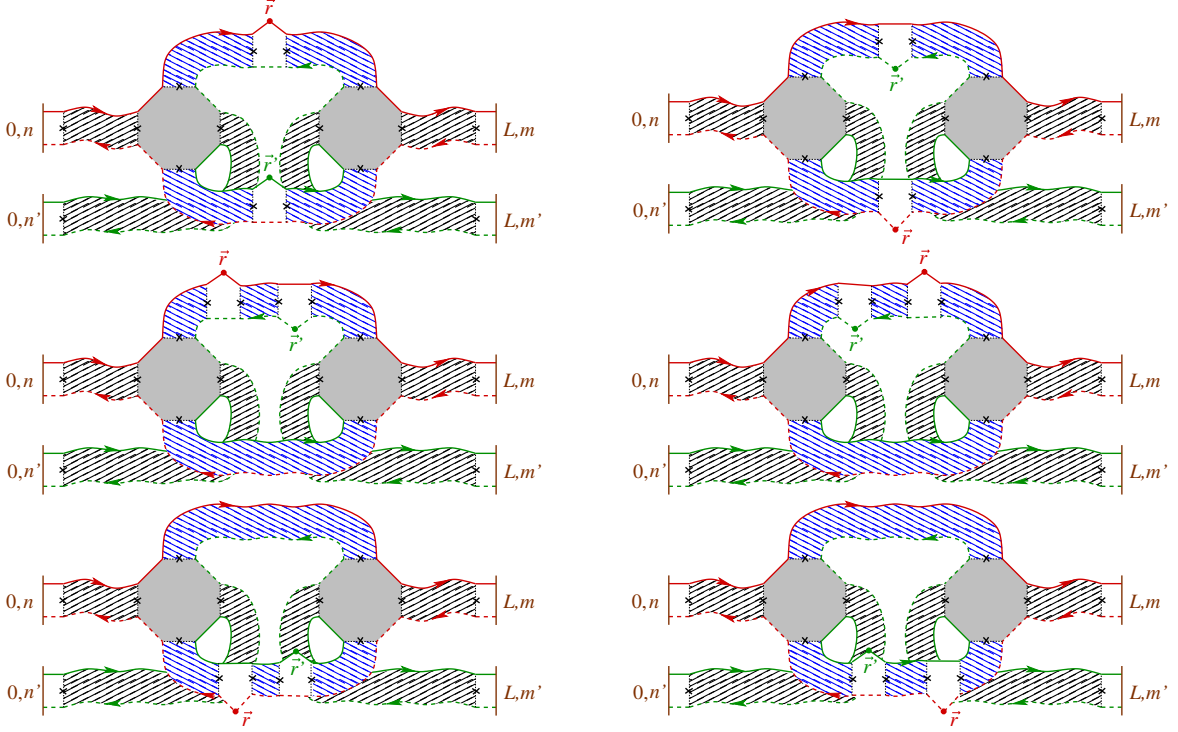 r⃗
0,n L,m
r⃗'
0,n' L,m'
r⃗'
0,n L,m
0,n' L,m'
r⃗
r⃗
r⃗'
0,n L,m
0,n' L,m'
r⃗
r⃗'
0,n L,m
0,n' L,m'
0,n L,m
r⃗'
0,n' L,m'
r⃗
0,n L,m
r⃗'
0,n' L,m'
r⃗